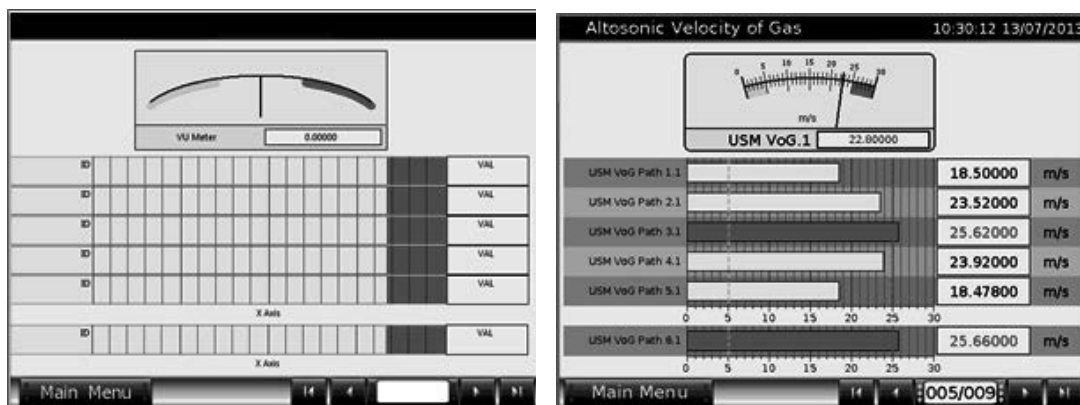 VU Meter 0.00000
ID VAL
ID VAL
ID VAL
ID VAL
ID VAL
X Axis
ID VAL
X Axis
Main Menu
Altosonic Velocity of Gas 10:30:12 13/07/2013
0 5 10 15 20 25 30
m/s
USM VoG.1 22.80000
USM VoG Path 1.1 18.50000 m/s
USM VoG Path 2.1 23.52000 m/s
USM VoG Path 3.1 25.62000 m/s
USM VoG Path 4.1 23.92000 m/s
USM VoG Path 5.1 18.47800 m/s
0 5 10 15 20 25 30
USM VoG Path 6.1 25.66000 m/s
0 5 10 15 20 25 30
Main Menu 005/009